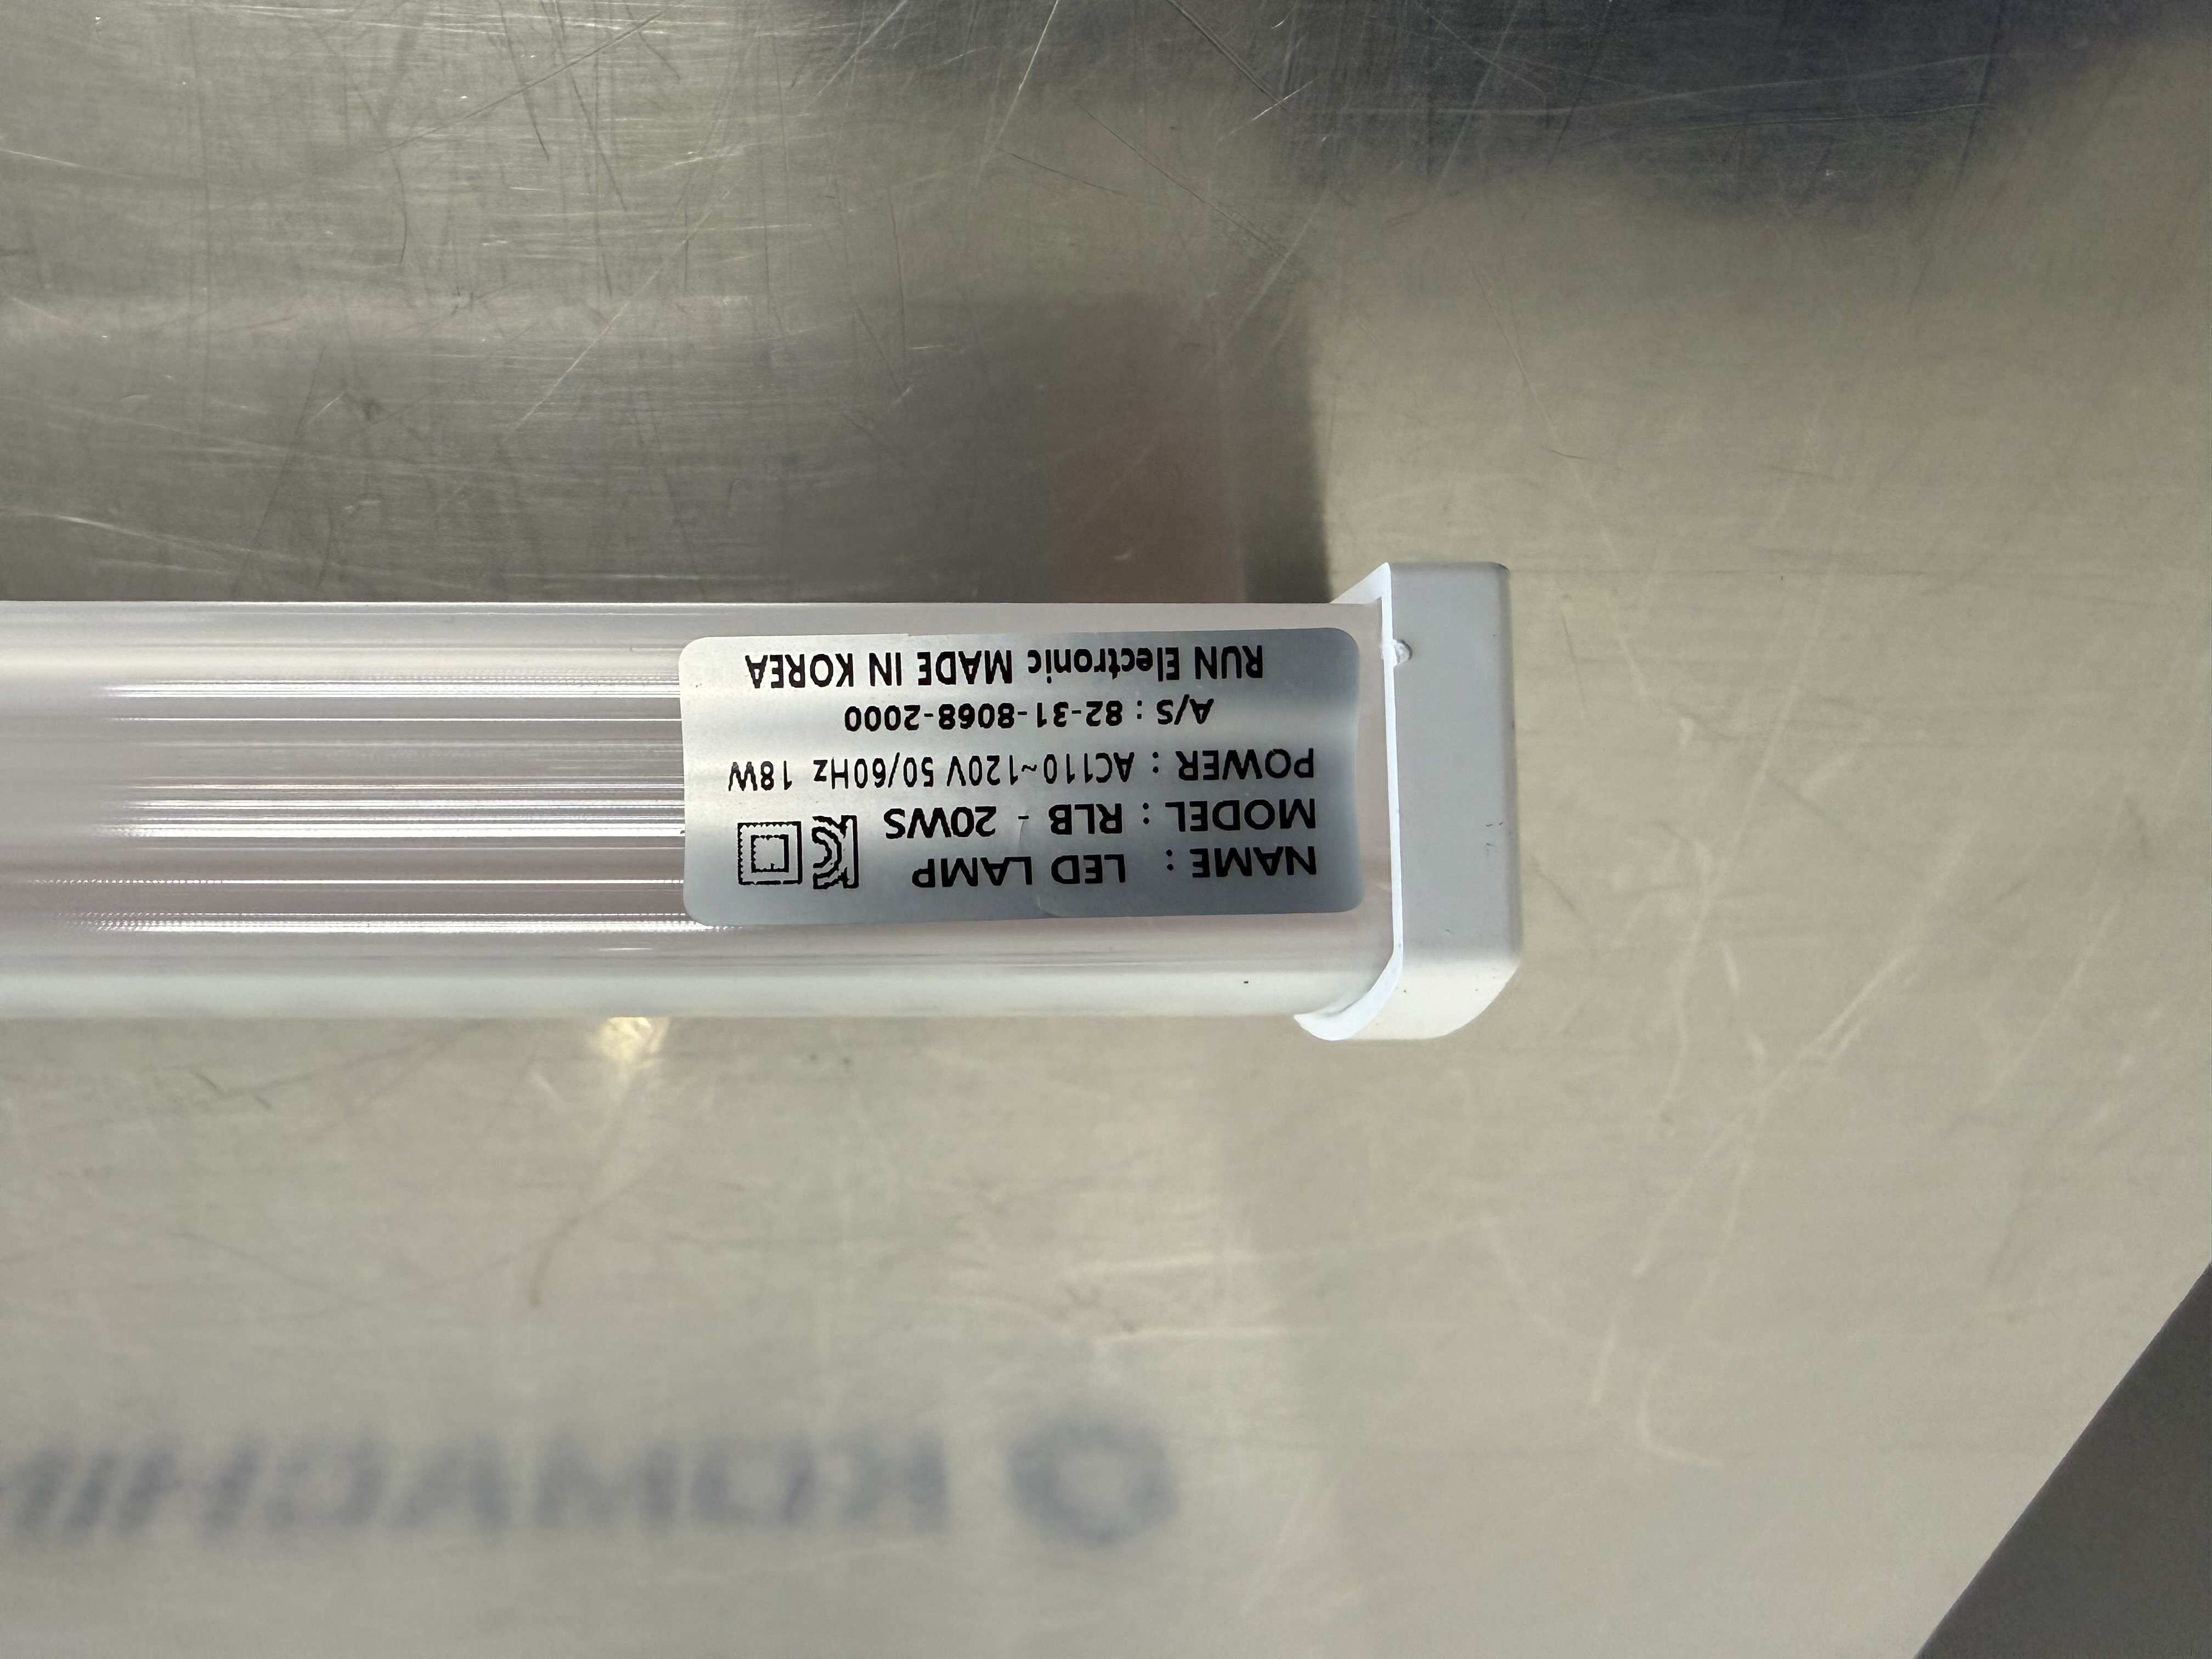 NAME : LED LAMP
MODEL : RLB - 20WS
POWER : AC110~120V 50/60Hz 18W
A/S : 82-31-8068-2000
RUN Electronic MADE IN KOREA
KOMACHI